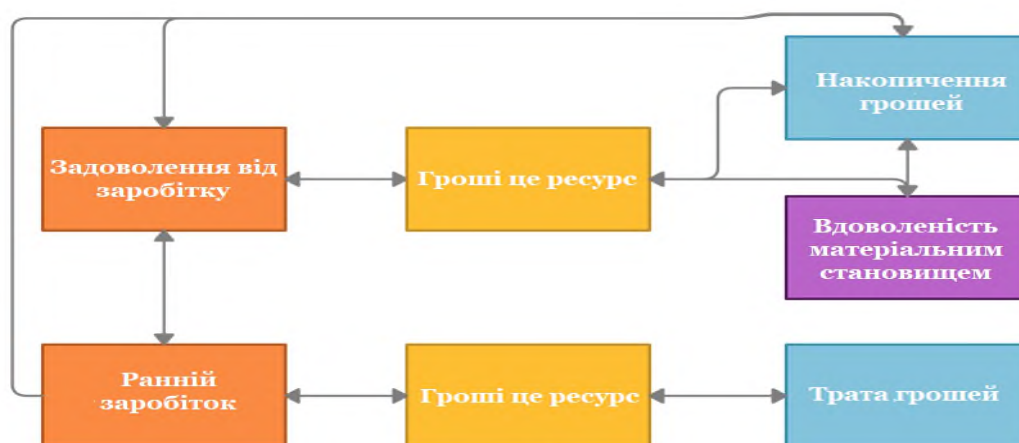 Накопичення
грошей
Задоволення від
заробітку
Гроші це ресурс
Вдоволеність
матеріальним
становищем
Ранній
заробіток
Гроші це ресурс
Трата грошей